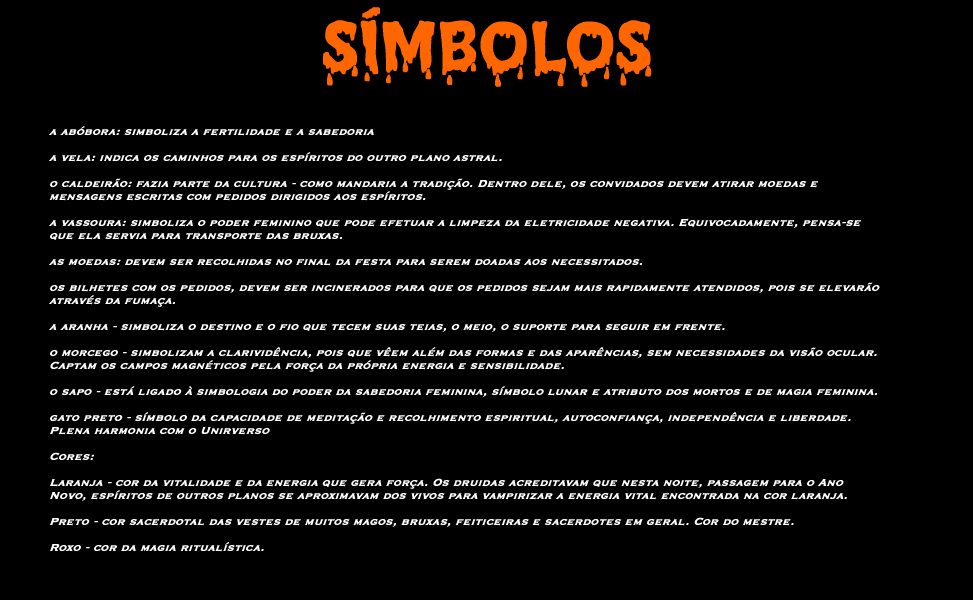 SÍMBOLOS
A ABÓBORA: SIMBOLIZA A FERTILIDADE E A SABEDORIA
A VELA: INDICA OS CAMINHOS PARA OS ESPÍRITOS DO OUTRO PLANO ASTRAL.
O CALDEIRÃO: FAZIA PARTE DA CULTURA - COMO MANDARIA A TRADIÇÃO. DENTRO DELE, OS CONVIDADOS DEVEM ATIRAR MOEDAS E
MENSAGENS ESCRITAS COM PEDIDOS DIRIGIDOS AOS ESPÍRITOS.
A VASSOURA: SIMBOLIZA O PODER FEMININO QUE PODE EFETUAR A LIMPEZA DA ELETRICIDADE NEGATIVA. EQUIVOCADAMENTE, PENSA-SE
QUE ELA SERVIA PARA TRANSPORTE DAS BRUXAS.
AS MOEDAS: DEVEM SER RECOLHIDAS NO FINAL DA FESTA PARA SEREM DOADAS AOS NECESSITADOS.
OS BILHETES COM OS PEDIDOS, DEVEM SER INCINERADOS PARA QUE OS PEDIDOS SEJAM MAIS RAPIDAMENTE ATENDIDOS, POIS SE ELEVARÃO
ATRAVÉS DA FUMAÇA.
A ARANHA - SIMBOLIZA O DESTINO E O FIO QUE TECEM SUAS TEIAS, O MEIO, O SUPORTE PARA SEGUIR EM FRENTE.
O MORCEGO - SIMBOLIZAM A CLARIVIDÊNCIA, POIS QUE VÊEM ALÉM DAS FORMAS E DAS APARÊNCIAS, SEM NECESSIDADES DA VISÃO OCULAR.
CAPTAM OS CAMPOS MAGNÉTICOS PELA FORÇA DA PRÓPRIA ENERGIA E SENSIBILIDADE.
O SAPO - ESTÁ LIGADO À SIMBOLOGIA DO PODER DA SABEDORIA FEMININA, SÍMBOLO LUNAR E ATRIBUTO DOS MORTOS E DE MAGIA FEMININA.
GATO PRETO - SÍMBOLO DA CAPACIDADE DE MEDITAÇÃO E RECOLHIMENTO ESPIRITUAL, AUTOCONFIANÇA, INDEPENDÊNCIA E LIBERDADE.
PLENA HARMONIA COM O UNIRVERSO
CORES:
LARANJA - COR DA VITALIDADE E DA ENERGIA QUE GERA FORÇA. OS DRUIDAS ACREDITAVAM QUE NESTA NOITE, PASSAGEM PARA O ANO
NOVO, ESPÍRITOS DE OUTROS PLANOS SE APROXIMAVAM DOS VIVOS PARA VAMPIRIZAR A ENERGIA VITAL ENCONTRADA NA COR LARANJA.
PRETO - COR SACERDOTAL DAS VESTES DE MUITOS MAGOS, BRUXAS, FEITICEIRAS E SACERDOTES EM GERAL. COR DO MESTRE.
ROXO - COR DA MAGIA RITUALÍSTICA.